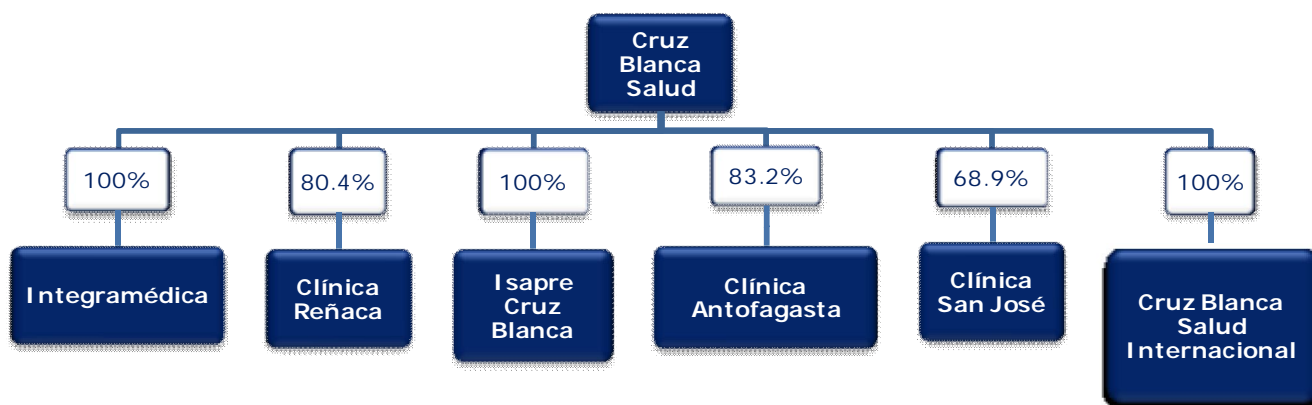 Cruz
Blanca
Salud
100%
80.4%
100%
83.2%
68.9%
100%
Integramédica
Clínica
Reñaca
Isapre
Cruz
Blanca
Clínica
Antofagasta
Clínica
San José
Cruz Blanca
Salud
Internacional